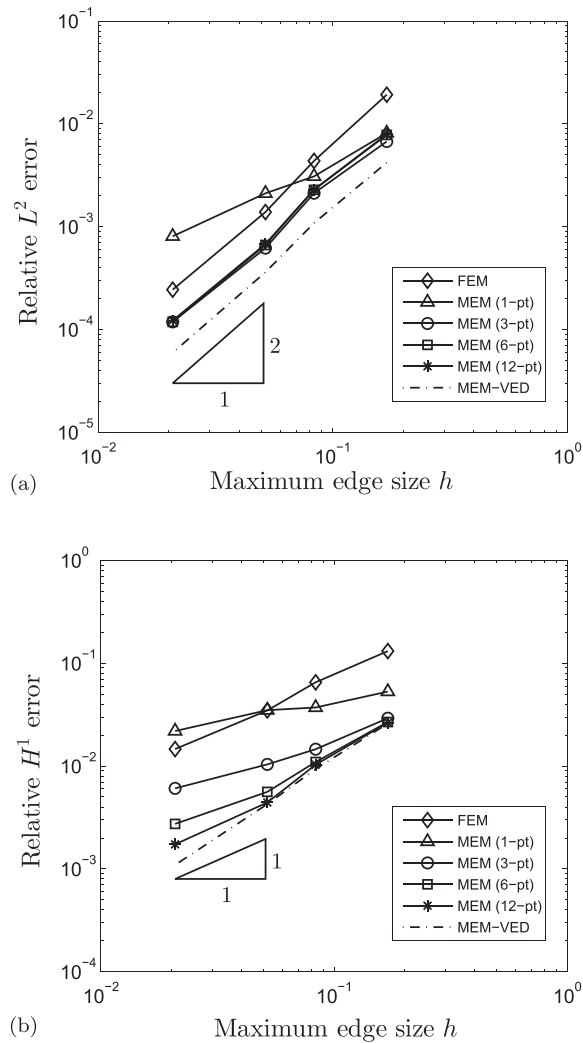 10^{-1}
10^{-2}
10^{-3}
10^{-4}
10^{-5}
Relative L^2 error
FEM
MEM (1-pt)
MEM (3-pt)
MEM (6-pt)
MEM (12-pt)
MEM-VED
2
1
10^{-2} 10^{-1} 10^0
Maximum edge size h
(a)
10^0
10^{-1}
10^{-2}
10^{-3}
10^{-4}
Relative H^1 error
FEM
MEM (1-pt)
MEM (3-pt)
MEM (6-pt)
MEM (12-pt)
MEM-VED
1
1
10^{-2} 10^{-1} 10^0
Maximum edge size h
(b)